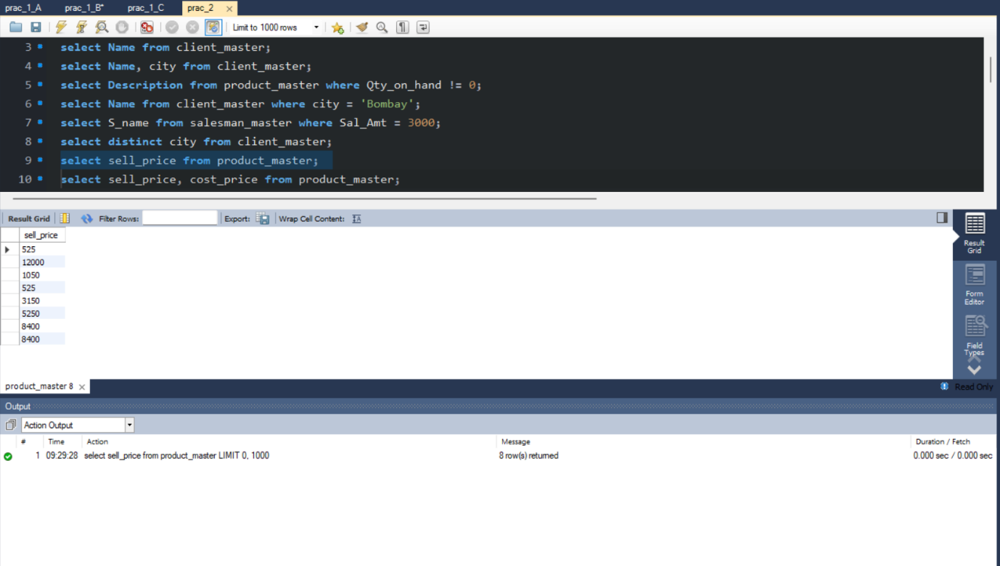 prac_1_A prac_1_B* prac_1_C prac_2
Limit to 1000 rows
3 select Name from client_master;
4 select Name, city from client_master;
5 select Description from product_master where Qty_on_hand != 0;
6 select Name from client_master where city = 'Bombay';
7 select S_name from salesman_master where Sal_Amt = 3000;
8 select distinct city from client_master;
9 select sell_price from product_master;
10 select sell_price, cost_price from product_master;
Result Grid Filter Rows: Export: Wrap Cell Content: IA
sell_price
525
12000
1050
525
3150
5250
8400
8400
Result
Grid
Form
Editor
Field
Types
product_master 8 Read Only
Output
Action Output
# Time Action Message Duration / Fetch
1 09:29:28 select sell_price from product_master LIMIT 0, 1000 8 row(s) returned 0.000 sec / 0.000 sec